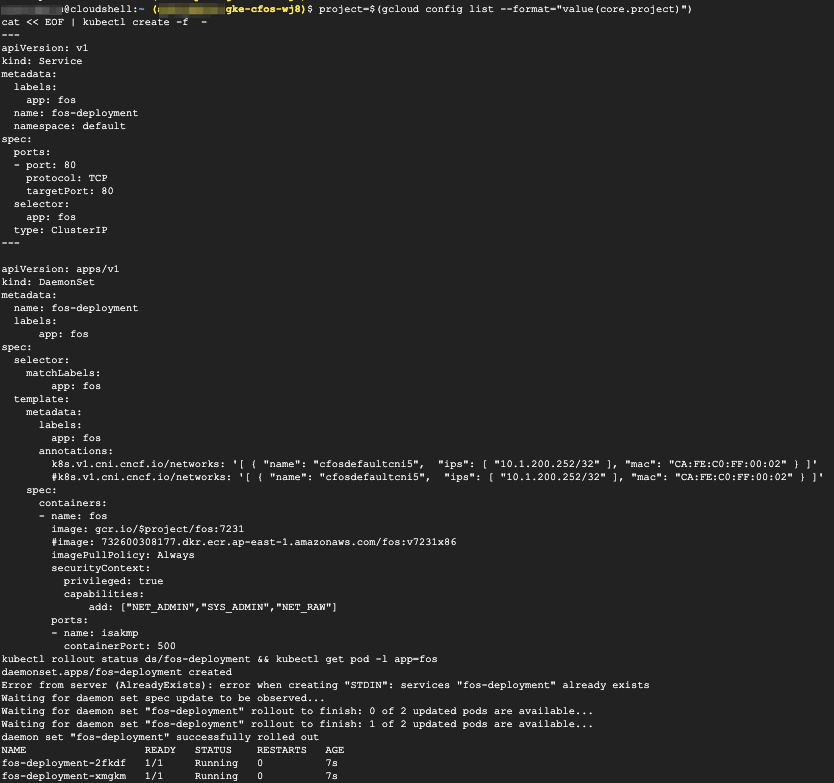 @cloudshell:~ (gke-cfos-wj8)$ project=$(gcloud config list --format="value(core.project)")
cat << EOF | kubectl create -f  -
---
apiVersion: v1
kind: Service
metadata:
  labels:
    app: fos
  name: fos-deployment
  namespace: default
spec:
  ports:
  - port: 80
    protocol: TCP
    targetPort: 80
  selector:
    app: fos
  type: ClusterIP
---

apiVersion: apps/v1
kind: DaemonSet
metadata:
  name: fos-deployment
  labels:
      app: fos
spec:
  selector:
    matchLabels:
        app: fos
  template:
    metadata:
      labels:
        app: fos
      annotations:
        k8s.v1.cni.cncf.io/networks: '[ { "name": "cfosdefaultcni5",  "ips": [ "10.1.200.252/32" ], "mac": "CA:FE:C0:FF:00:02" } ]'
        #k8s.v1.cni.cncf.io/networks: '[ { "name": "cfosdefaultcni5",  "ips": [ "10.1.200.252/32" ], "mac": "CA:FE:C0:FF:00:02" } ]'
    spec:
      containers:
      - name: fos
        image: gcr.io/$project/fos:7231
        #image: 732600308177.dkr.ecr.ap-east-1.amazonaws.com/fos:v7231x86
        imagePullPolicy: Always
        securityContext:
          privileged: true
          capabilities:
              add: ["NET_ADMIN","SYS_ADMIN","NET_RAW"]
        ports:
        - name: isakmp
          containerPort: 500
kubectl rollout status ds/fos-deployment && kubectl get pod -l app=fos
daemonset.apps/fos-deployment created
Error from server (AlreadyExists): error when creating "STDIN": services "fos-deployment" already exists
Waiting for daemon set spec update to be observed...
Waiting for daemon set "fos-deployment" rollout to finish: 0 of 2 updated pods are available...
Waiting for daemon set "fos-deployment" rollout to finish: 1 of 2 updated pods are available...
daemon set "fos-deployment" successfully rolled out
NAME                   READY   STATUS    RESTARTS   AGE
fos-deployment-2fkdf   1/1     Running   0          7s
fos-deployment-xmgkm   1/1     Running   0          7s